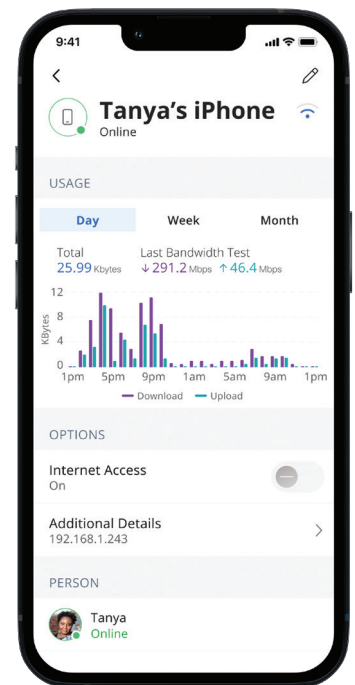 9:41
Tanya's iPhone
Online
USAGE
Day Week Month
Total Last Bandwidth Test
25.99 Kbytes ↓291.2 Mbps ↑46.4 Mbps
12
8
4
0
KBytes
1pm 5pm 9pm 1am 5am 9am 1pm
Download Upload
OPTIONS
Internet Access
On
Additional Details
192.168.1.243
PERSON
Tanya
Online